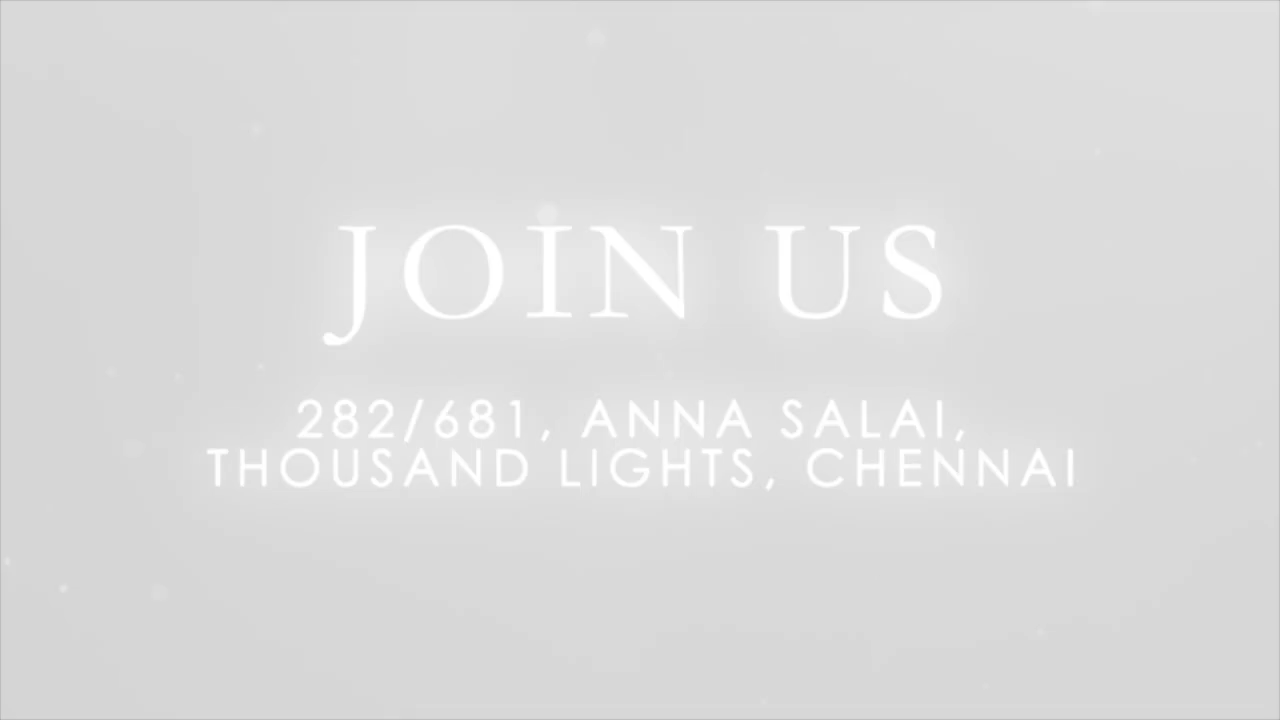 JOIN US
282/681, ANNA SALAI,
THOUSAND LIGHTS, CHENNAI